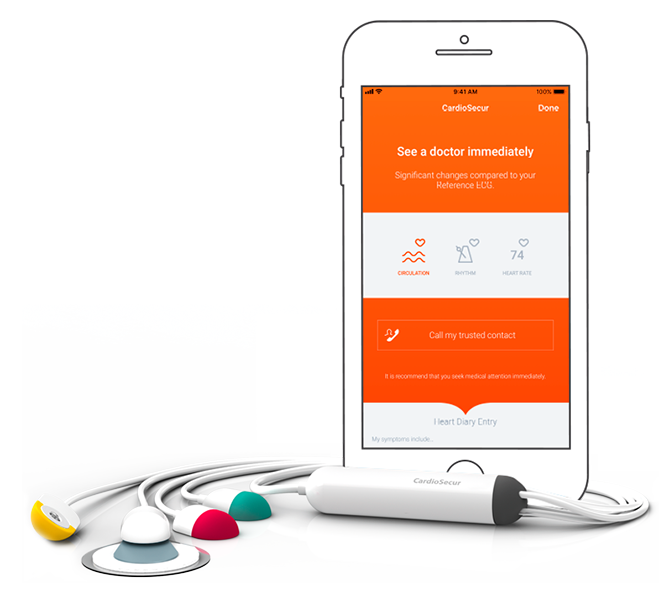 9:41 AM
100%
CardioSecur
Done
See a doctor immediately
Significant changes compared to your
Reference ECG.
74
CIRCULATION
RHYTHM
HEART RATE
Call my trusted contact
It is recommend that you seek medical attention immediately.
Heart Diary Entry
My symptoms include..
CardioSecur